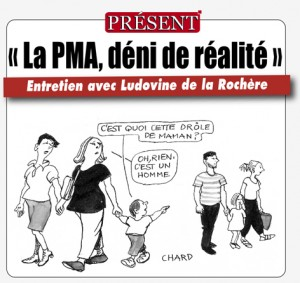 PRÉSENT
« La PMA, déni de réalité »
Entretien avec Ludovine de la Rochère
C'EST QUOI CETTE DRÔLE
DE MAMAN?
OH, RIEN.
C'EST UN
HOMME.
CHARD